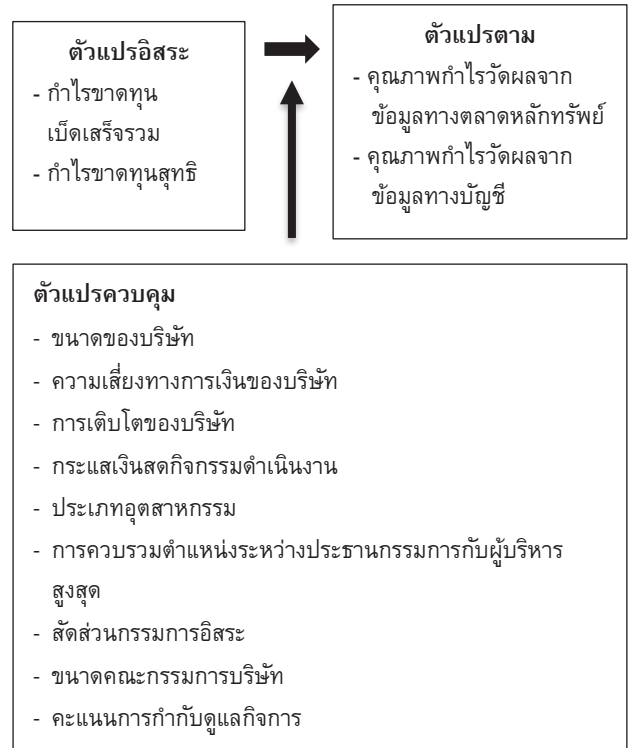 ตัวแปรอิสระ
- กำไรขาดทุน
เบ็ดเสร็จรวม
- กำไรขาดทุนสุทธิ
ตัวแปรตาม
- คุณภาพกำไรวัดผลจาก
ข้อมูลทางตลาดหลักทรัพย์
- คุณภาพกำไรวัดผลจาก
ข้อมูลทางบัญชี
ตัวแปรควบคุม
- ขนาดของบริษัท
- ความเสี่ยงทางการเงินของบริษัท
- การเติบโตของบริษัท
- กระแสเงินสดกิจกรรมดำเนินงาน
- ประเภทอุตสาหกรรม
- การควบรวมตำแหน่งระหว่างประธานกรรมการกับผู้บริหาร
สูงสุด
- สัดส่วนกรรมการอิสระ
- ขนาดคณะกรรมการบริษัท
- คะแนนการกำกับดูแลกิจการ